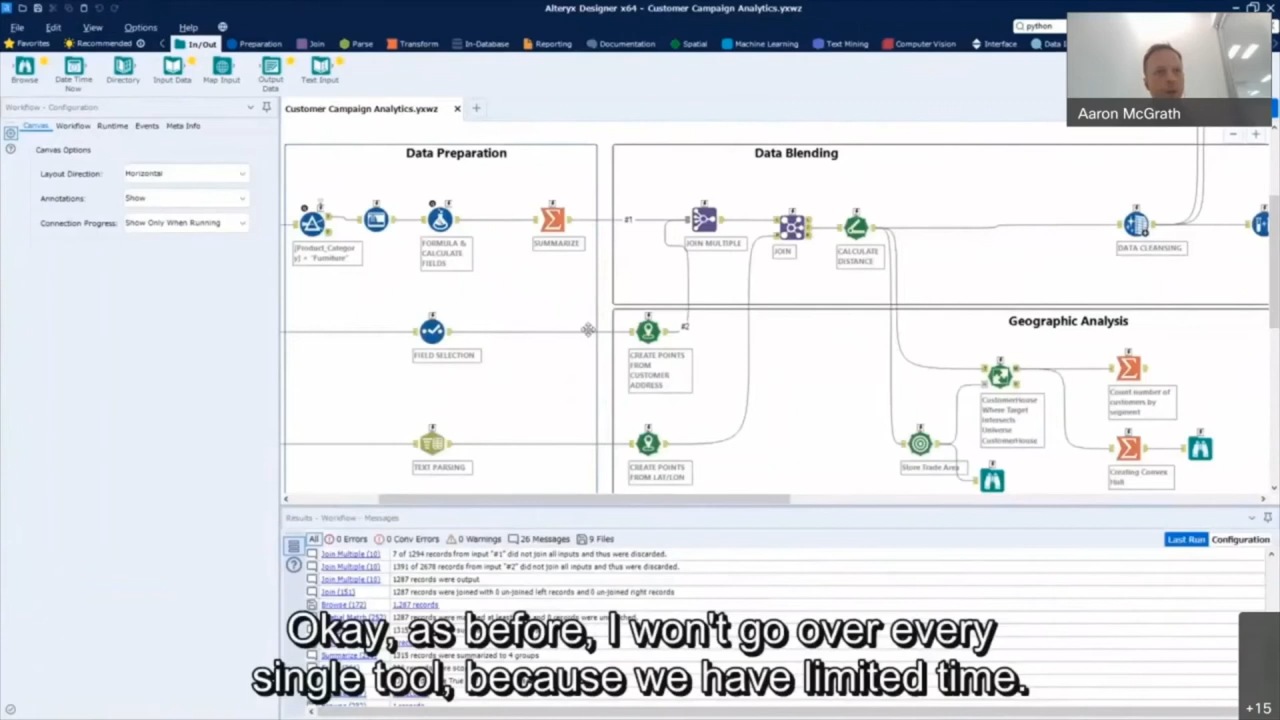 Alteryx Designer x64 - Customer Campaign Analytics.yxwz
File Edit View Options Help
python
Favorites Recommended In/Out Preparation Join Parse Transform In-Database Reporting Documentation Spatial Machine Learning Text Mining Computer Vision Interface Data
Browse Date Time Now Directory Input Data Map Input Output Data Text Input
Aaron McGrath
Workflow - Configuration
Customer Campaign Analytics.yxwz
Canvas Workflow Runtime Events Meta Info
Canvas Options
Layout Direction: Horizontal
Annotations: Show
Connection Progress: Show Only When Running
Data Preparation
[Product_Categor
y] = "Furniture"
FORMULA &
CALCULATE
FIELDS
SUMMARIZE
FIELD SELECTION
TEXT PARSING
Data Blending
#1
JOIN MULTIPLE
JOIN
CALCULATE
DISTANCE
DATA CLEANSING
#2
CREATE POINTS
FROM
CUSTOMER
ADDRESS
CREATE POINTS
FROM LAT/LON
Geographic Analysis
CustomerHouse
Where Target
Intersects
Universe
CustomerHouse
Count number of
customers by
segment
Store Trade Area
Creating Convex
Hull
Results - Workflow - Messages
All 0 Errors 0 Conv Errors 0 Warnings 26 Messages 9 Files
Last Run Configuration
Join Multiple (10) 7 of 1294 records from input "#1" did not join all inputs and thus were discarded.
Join Multiple (10) 1391 of 2678 records from input "#2" did not join all inputs and thus were discarded.
Join Multiple (10) 1287 records were output
Join (151) 1287 records were joined with 0 un-joined left records and 0 un-joined right records
Browse (172) 1,287 records
1315 records were summarized to 4 groups
Okay, as before, I won't go over every
single tool, because we have limited time.
+15